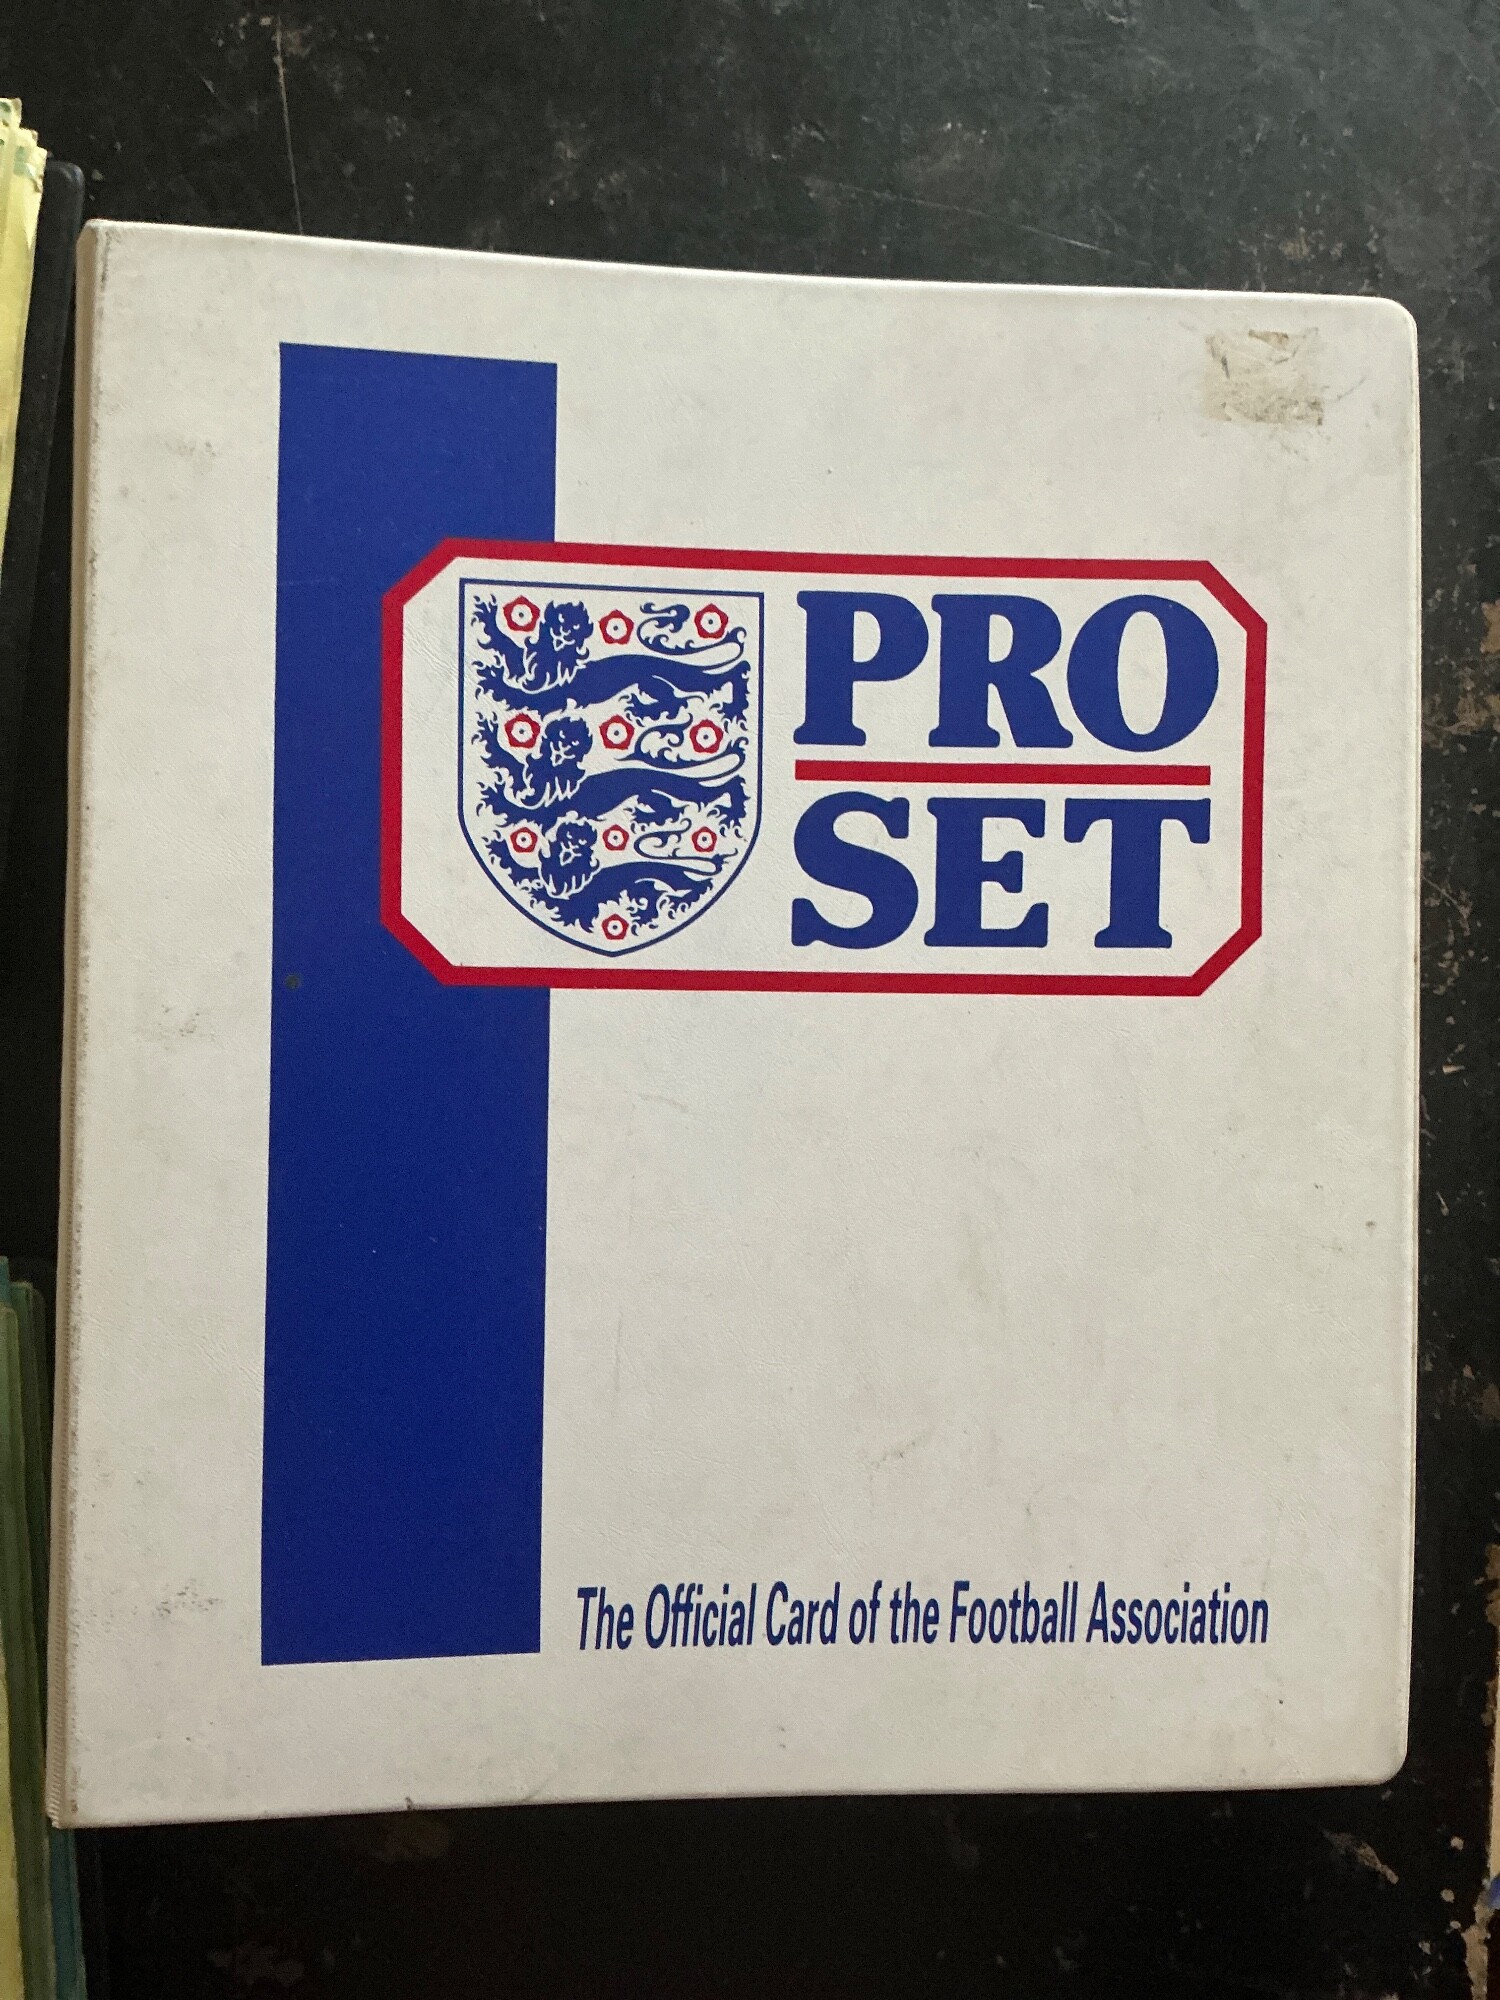 PRO
SET
The Official Card of the Football Association